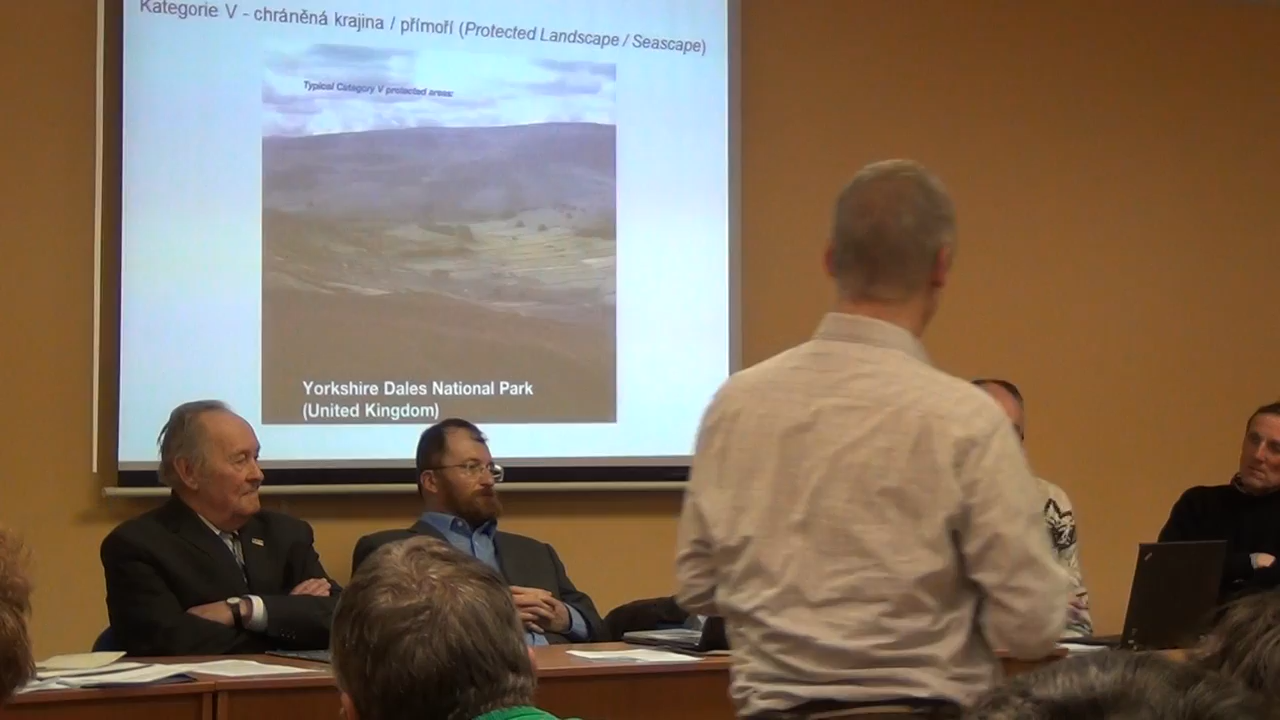 Kategorie V - chráněná krajina / přímoří (Protected Landscape / Seascape)
Typical Category V protected areas:
Yorkshire Dales National Park
(United Kingdom)